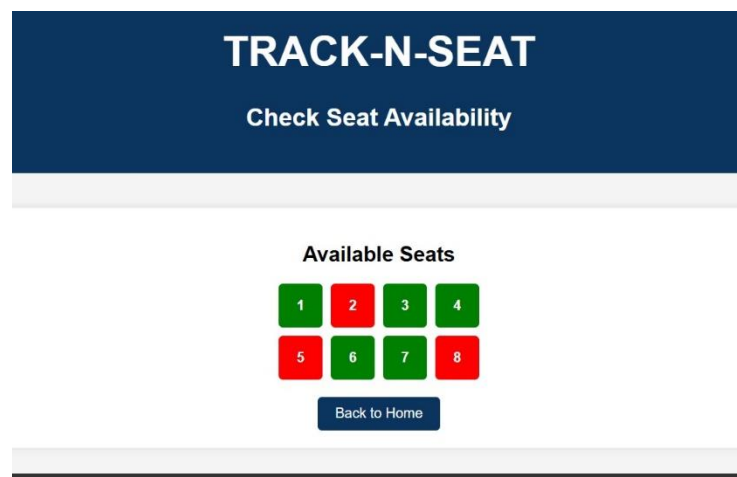 TRACK-N-SEAT
Check Seat Availability
Available Seats
1 2 3 4
5 6 7 8
Back to Home